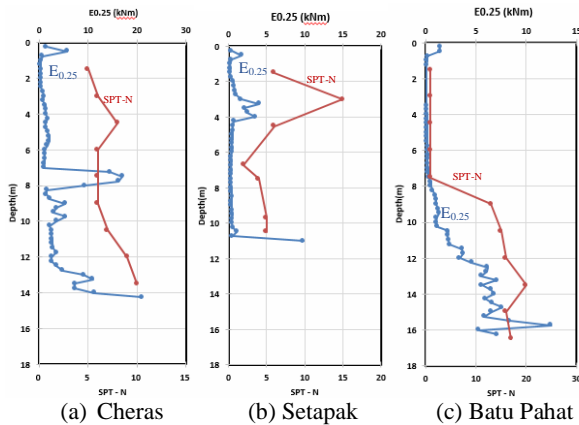 E0.25 (kNm)
0 10 20 30
0
2
4
6
8
10
12
14
16
18
Depth(m)
E0.25
SPT-N
0 5 10 15
SPT - N
(a) Cheras
E0.25 (kNm)
0 5 10 15 20
0
2
4
6
8
10
12
14
16
18
Depth(m)
E0.25
SPT-N
0 5 10 15 20
SPT - N
(b) Setapak
E0.25 (kNm)
0 10 20 30
0
2
4
6
8
10
12
14
16
18
Depth(m)
SPT-N
E0.25
0 10 20 30
SPT - N
(c) Batu Pahat